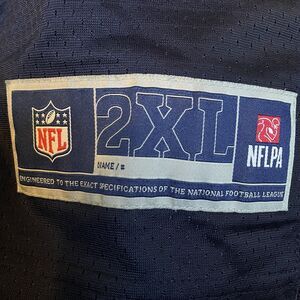 NFL
2XL
NFLPA
NAME / #
ENGINEERED TO THE EXACT SPECIFICATIONS OF THE NATIONAL FOOTBALL LEAGUE